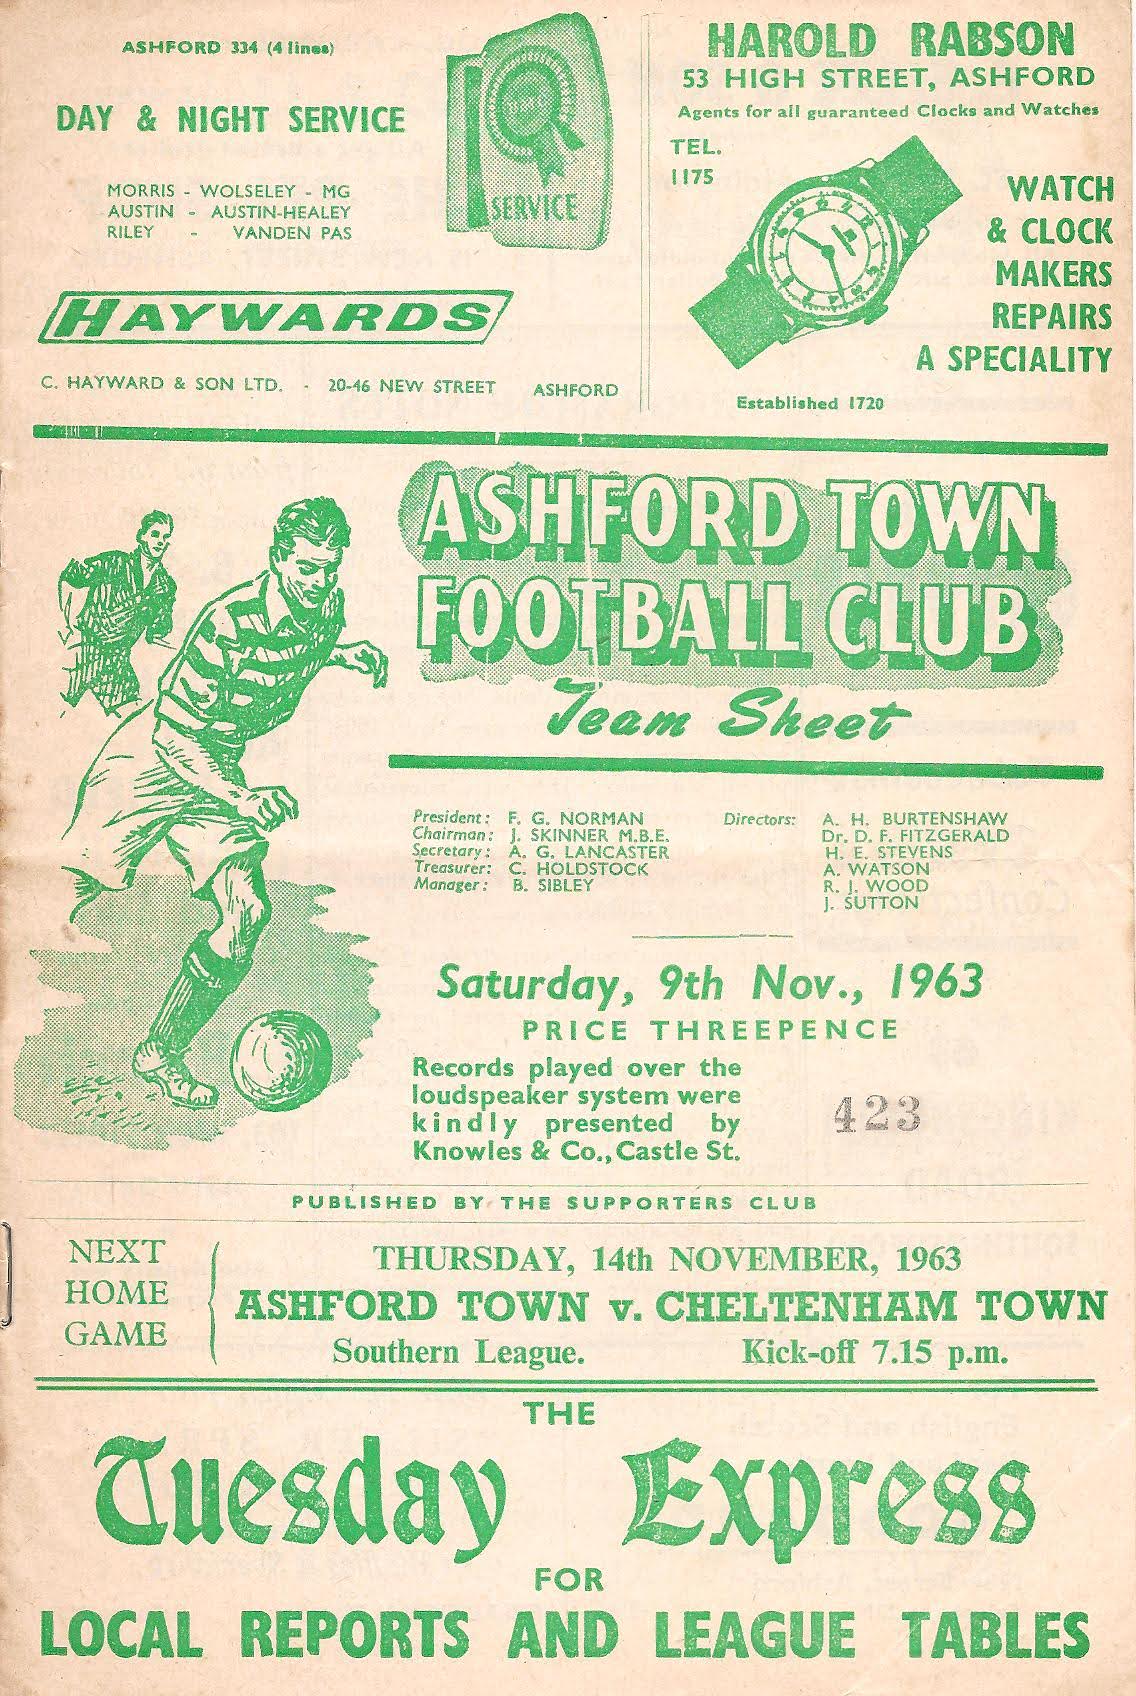 ASHFORD 334 (4 lines)
DAY & NIGHT SERVICE
MORRIS - WOLSELEY - MG
AUSTIN - AUSTIN-HEALEY
RILEY - VANDEN PAS
BMC
SERVICE
HAYWARDS
C. HAYWARD & SON LTD. - 20-46 NEW STREET ASHFORD
HAROLD RABSON
53 HIGH STREET, ASHFORD
Agents for all guaranteed Clocks and Watches
TEL.
1175
WATCH
& CLOCK
MAKERS
REPAIRS
A SPECIALITY
Established 1720
ASHFORD TOWN
FOOTBALL CLUB
Team Sheet
President: F. G. NORMAN
Chairman: J. SKINNER M.B.E.
Secretary: A. G. LANCASTER
Treasurer: C. HOLDSTOCK
Manager: B. SIBLEY
Directors: A. H. BURTENSHAW
Dr. D. F. FITZGERALD
H. E. STEVENS
A. WATSON
R. J. WOOD
J. SUTTON
Saturday, 9th Nov., 1963
PRICE THREEPENCE
Records played over the
loudspeaker system were
kindly presented by
Knowles & Co., Castle St.
423
PUBLISHED BY THE SUPPORTERS CLUB
NEXT
HOME
GAME
THURSDAY, 14th NOVEMBER, 1963
ASHFORD TOWN v. CHELTENHAM TOWN
Southern League. Kick-off 7.15 p.m.
THE
Tuesday Express
FOR
LOCAL REPORTS AND LEAGUE TABLES